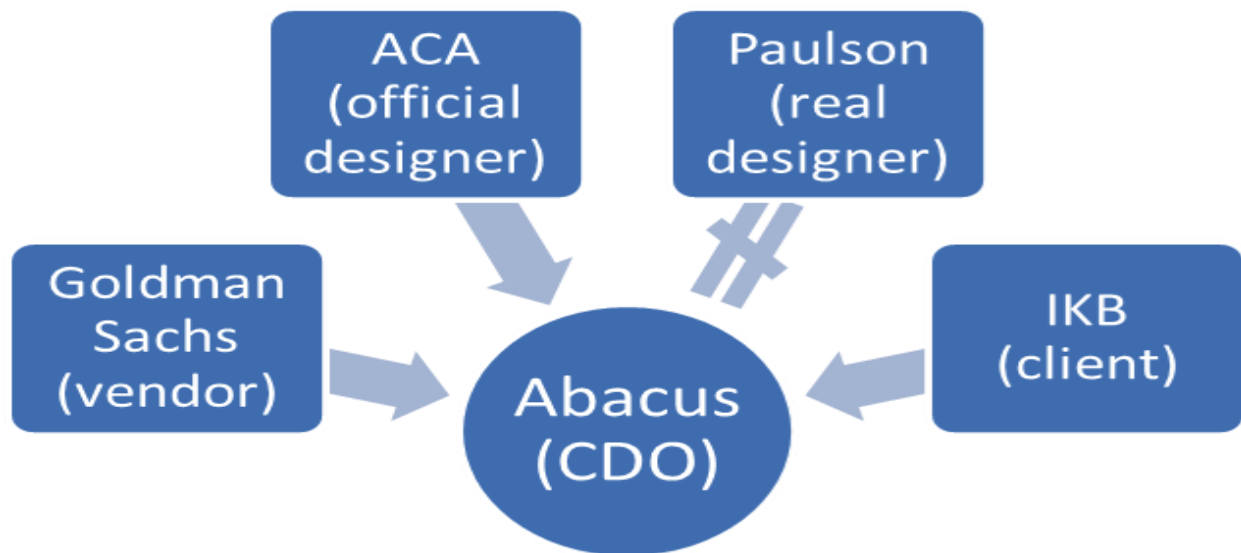 ACA
(official
designer)
Paulson
(real
designer)
Goldman
Sachs
(vendor)
IKB
(client)
Abacus
(CDO)